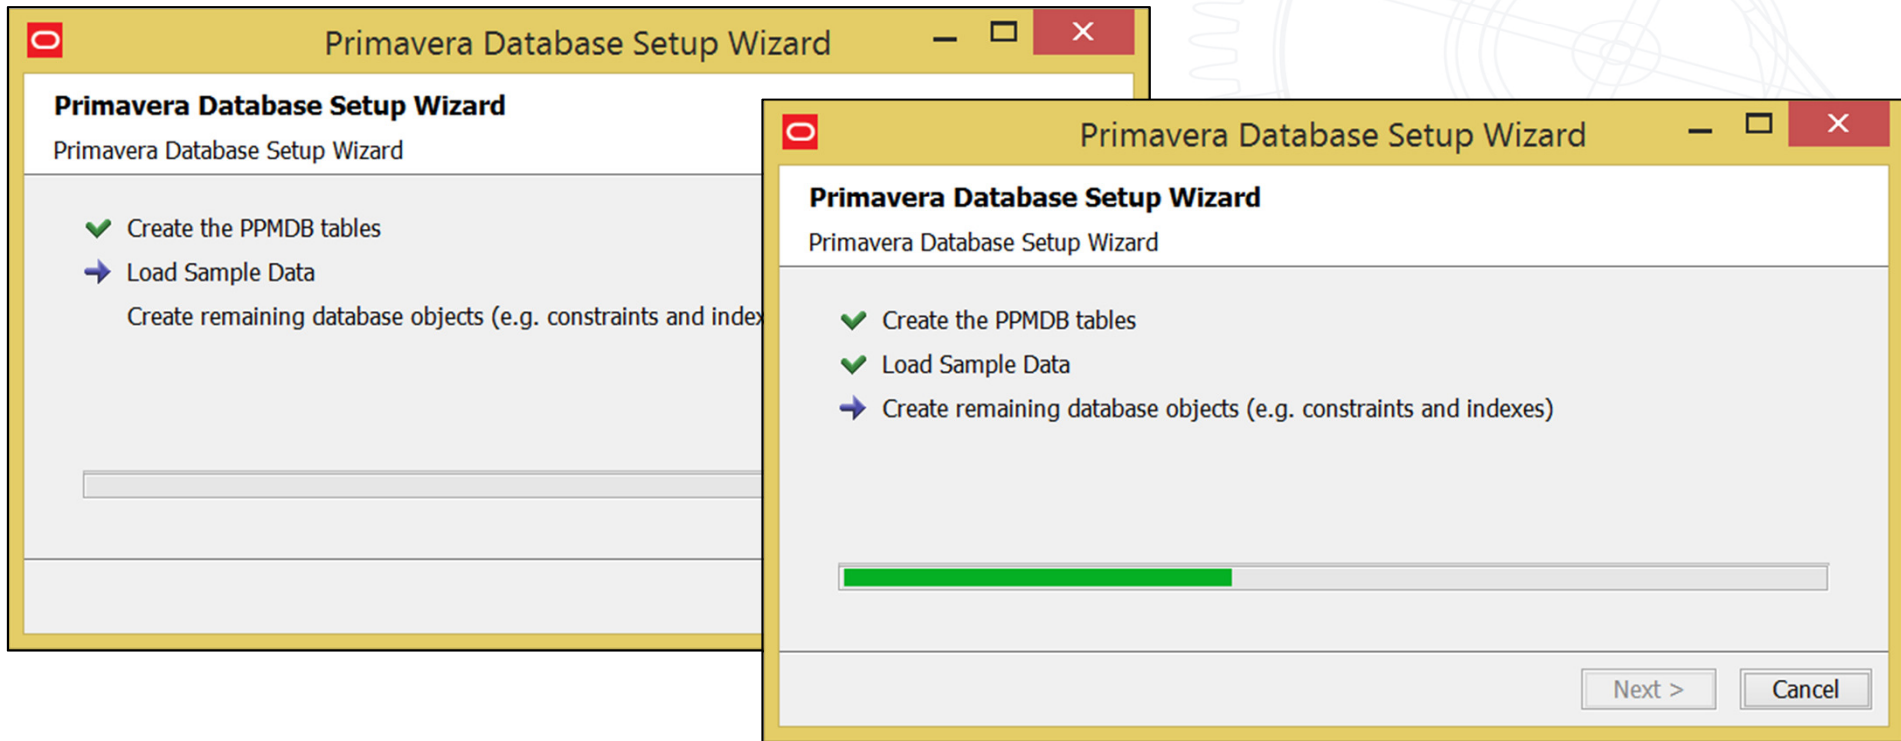 Primavera Database Setup Wizard
Primavera Database Setup Wizard
Primavera Database Setup Wizard
Create the PPMDB tables
Load Sample Data
Create remaining database objects (e.g. constraints and index
Primavera Database Setup Wizard
Primavera Database Setup Wizard
Primavera Database Setup Wizard
Create the PPMDB tables
Load Sample Data
Create remaining database objects (e.g. constraints and indexes)
Next > Cancel